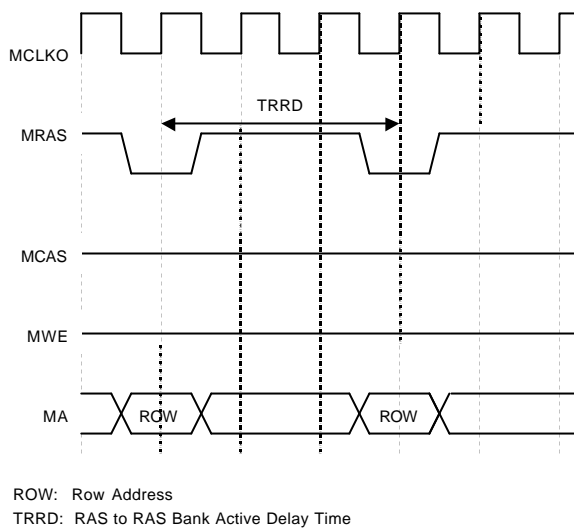 MCLKO
TRRD
MRAS
MCAS
MWE
MA
ROW
ROW
ROW: Row Address
TRRD: RAS to RAS Bank Active Delay Time